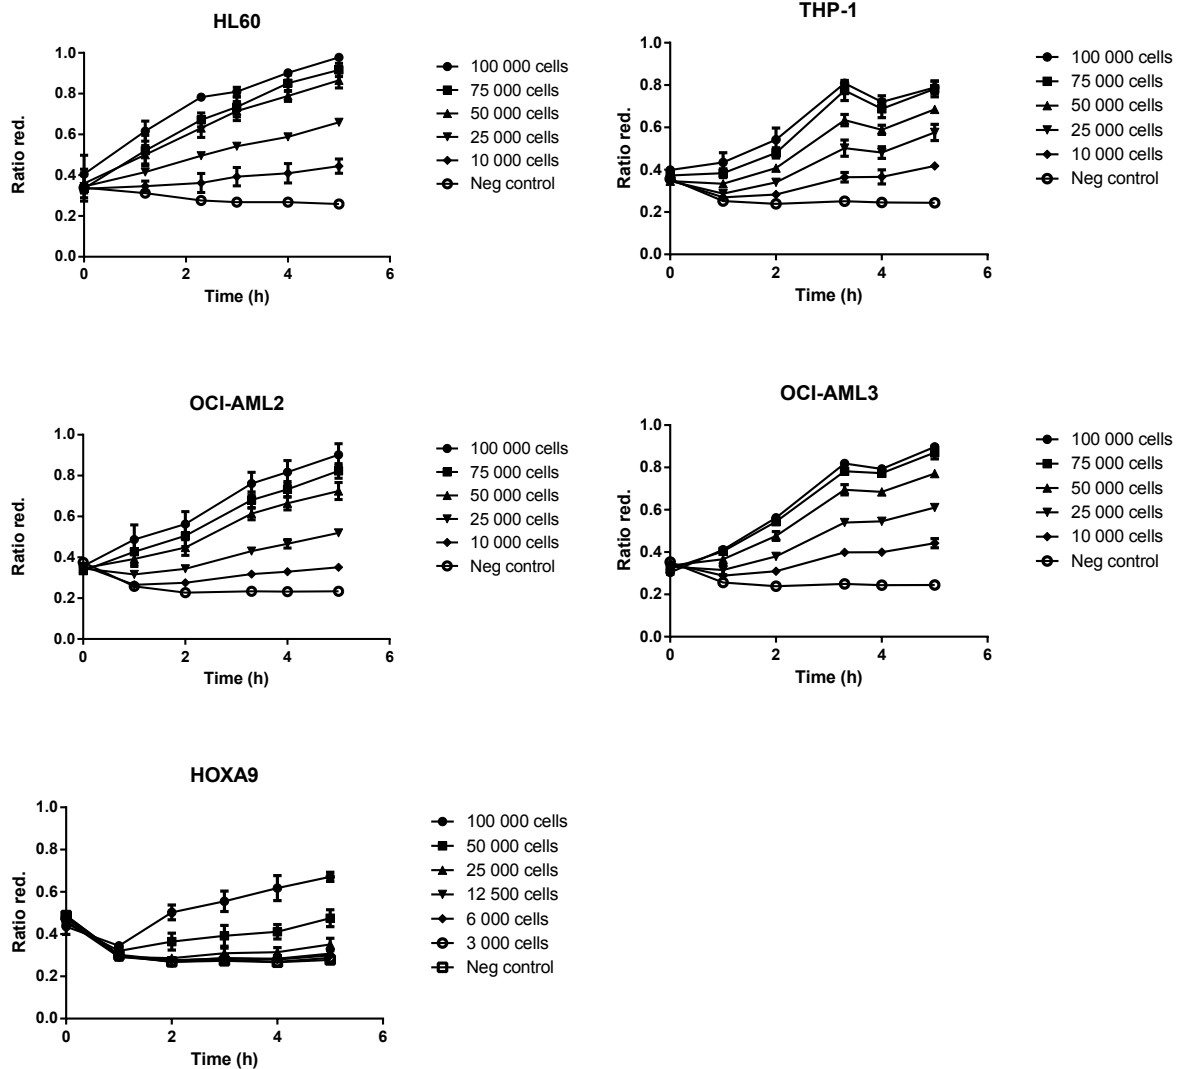 HL60
Ratio red.
1.0
0.8
0.6
0.4
0.2
0.0
0 2 4 6
Time (h)
100 000 cells
75 000 cells
50 000 cells
25 000 cells
10 000 cells
Neg control
THP-1
Ratio red.
1.0
0.8
0.6
0.4
0.2
0.0
0 2 4 6
Time (h)
100 000 cells
75 000 cells
50 000 cells
25 000 cells
10 000 cells
Neg control
OCI-AML2
Ratio red.
1.0
0.8
0.6
0.4
0.2
0.0
0 2 4 6
Time (h)
100 000 cells
75 000 cells
50 000 cells
25 000 cells
10 000 cells
Neg control
OCI-AML3
Ratio red.
1.0
0.8
0.6
0.4
0.2
0.0
0 2 4 6
Time (h)
100 000 cells
75 000 cells
50 000 cells
25 000 cells
10 000 cells
Neg control
HOXA9
Ratio red.
1.0
0.8
0.6
0.4
0.2
0.0
0 2 4 6
Time (h)
100 000 cells
50 000 cells
25 000 cells
12 500 cells
6 000 cells
3 000 cells
Neg control